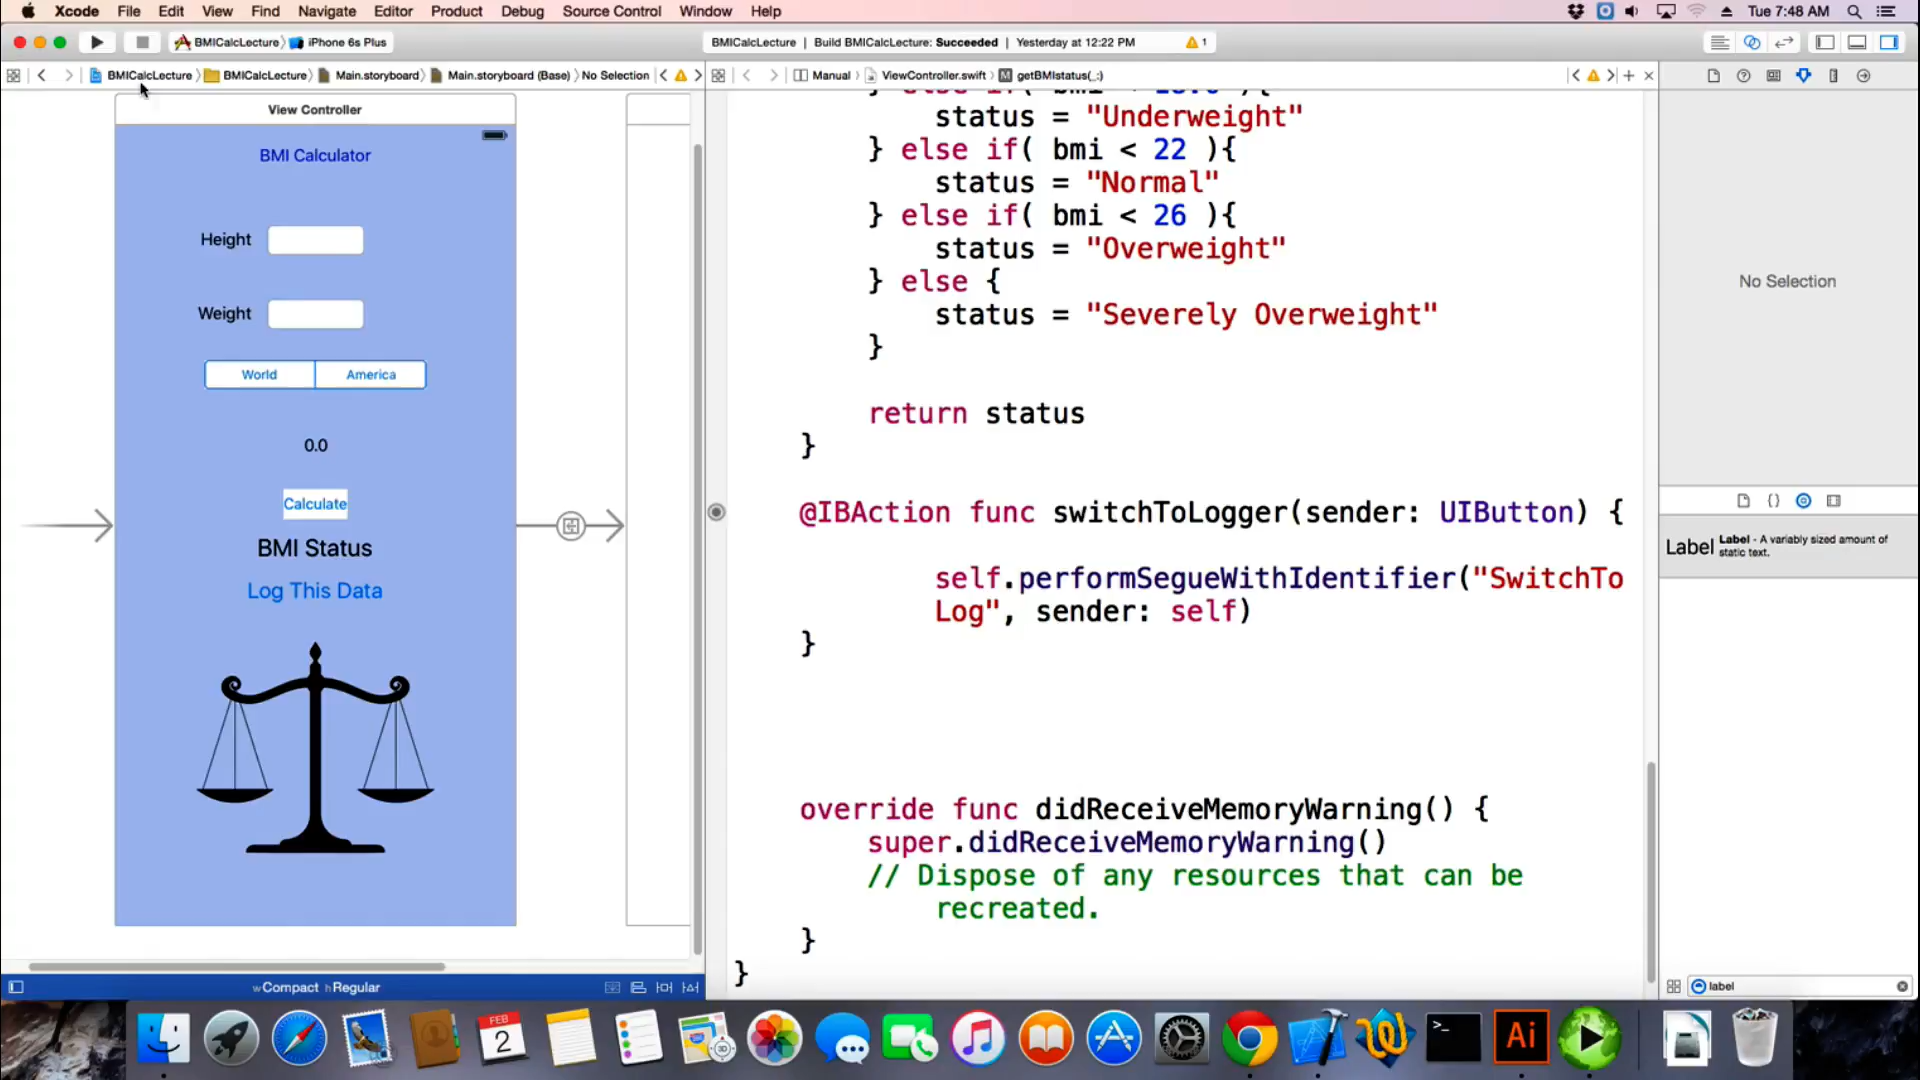 Xcode File Edit View Find Navigate Editor Product Debug Source Control Window Help Tue 7:48 AM
BMICalcLecture iPhone 6s Plus BMICalcLecture | Build BMICalcLecture: Succeeded | Yesterday at 12:22 PM 1
BMICalcLecture BMICalcLecture Main.storyboard Main.storyboard (Base) No Selection Manual ViewController.swift getBMIstatus(_:)
View Controller
BMI Calculator
Height
Weight
World America
0.0
Calculate
BMI Status
Log This Data
wCompact hRegular
status = "Underweight"
} else if( bmi < 22 ){
status = "Normal"
} else if( bmi < 26 ){
status = "Overweight"
} else {
status = "Severely Overweight"
}
return status
}
@IBAction func switchToLogger(sender: UIButton) {
self.performSegueWithIdentifier("SwitchTo
Log", sender: self)
}
override func didReceiveMemoryWarning() {
super.didReceiveMemoryWarning()
// Dispose of any resources that can be
recreated.
}
}
No Selection
Label Label - A variably sized amount of
static text.
label
FEB
2
Ai